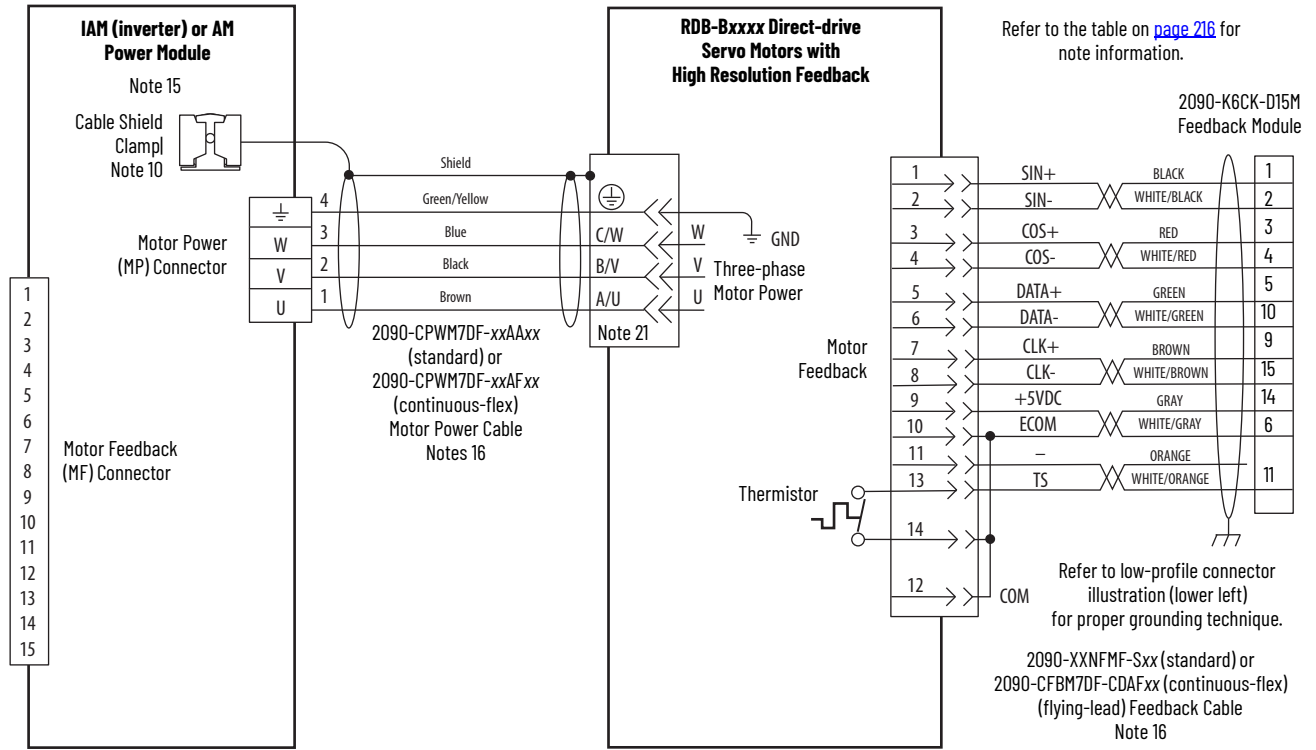 IAM (inverter) or AM
Power Module
Note 15
Cable Shield
Clamp
Note 10
Motor Power
(MP) Connector
W
V
U
4
3
2
1
Shield
Green/Yellow
Blue
Black
Brown
2090-CPWM7DF-xxAAxx
(standard) or
2090-CPWM7DF-xxAFxx
(continuous-flex)
Motor Power Cable
Notes 16
1
2
3
4
5
6
7
8
9
10
11
12
13
14
15
Motor Feedback
(MF) Connector
RDB-Bxxxx Direct-drive
Servo Motors with
High Resolution Feedback
C/W
B/V
A/U
Note 21
GND
W
V
U
Three-phase
Motor Power
Motor
Feedback
Thermistor
1
2
3
4
5
6
7
8
9
10
11
13
14
12
COM
SIN+
SIN-
COS+
COS-
DATA+
DATA-
CLK+
CLK-
+5VDC
ECOM
–
TS
BLACK
WHITE/BLACK
RED
WHITE/RED
GREEN
WHITE/GREEN
BROWN
WHITE/BROWN
GRAY
WHITE/GRAY
ORANGE
WHITE/ORANGE
Refer to the table on page 216 for
note information.
2090-K6CK-D15M
Feedback Module
1
2
3
4
5
10
9
15
14
6
11
Refer to low-profile connector
illustration (lower left)
for proper grounding technique.
2090-XXNFMF-Sxx (standard) or
2090-CFBM7DF-CDAFxx (continuous-flex)
(flying-lead) Feedback Cable
Note 16